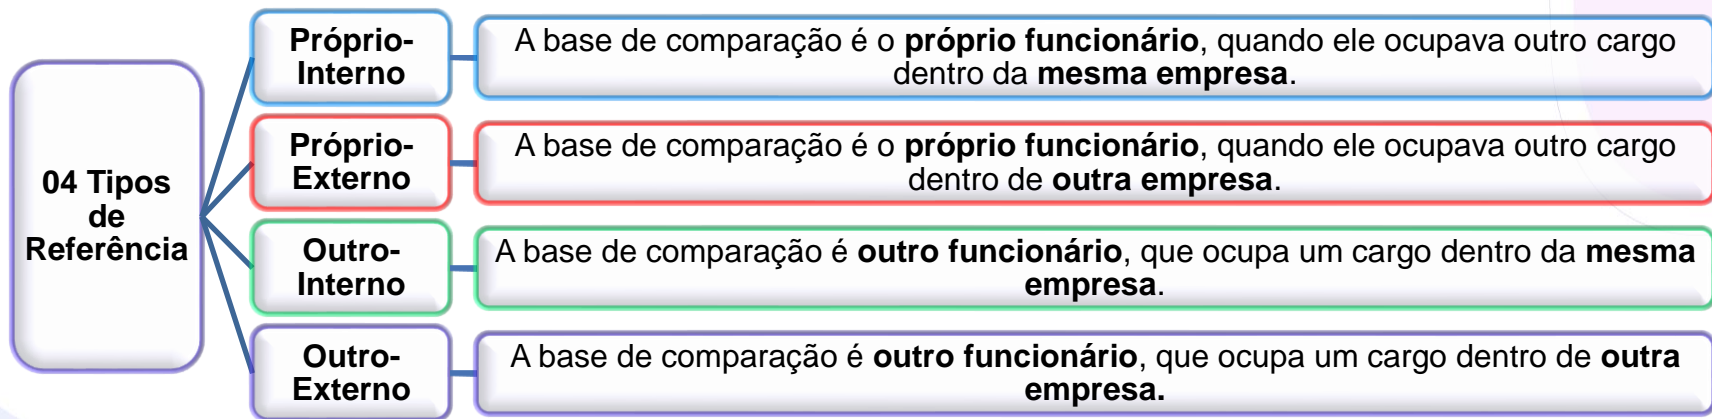 04 Tipos
de
Referência
Próprio-
Interno
A base de comparação é o próprio funcionário, quando ele ocupava outro cargo
dentro da mesma empresa.
Próprio-
Externo
A base de comparação é o próprio funcionário, quando ele ocupava outro cargo
dentro de outra empresa.
Outro-
Interno
A base de comparação é outro funcionário, que ocupa um cargo dentro da mesma
empresa.
Outro-
Externo
A base de comparação é outro funcionário, que ocupa um cargo dentro de outra
empresa.